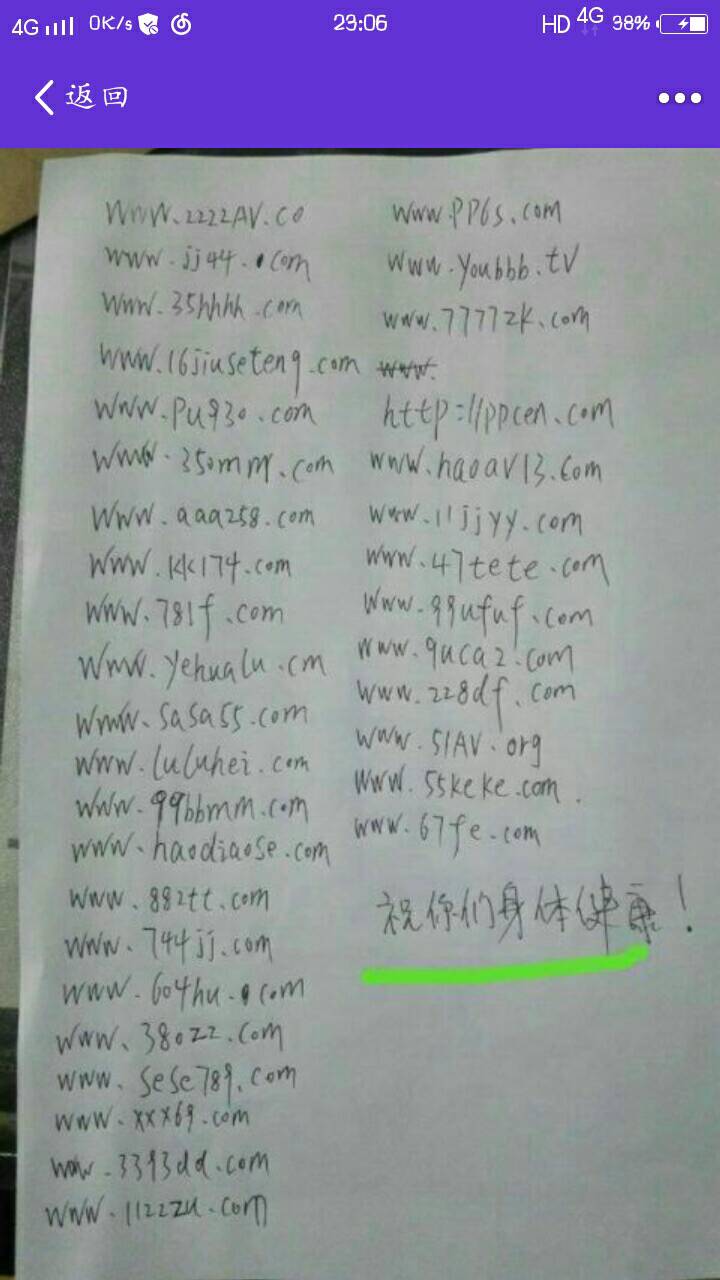 4G 0K/s 23:06 HD 4G 38%
返回
www.2222AV.co
www.jj44.com
www.35hhhh.com
www.16jiuseteng.com
www.pu930.com
www.350mm.com
www.aaa258.com
www.kk174.com
www.781f.com
www.yehualu.cm
www.sasa55.com
www.luluhei.com
www.99bbmm.com
www.haodiaose.com
www.882tt.com
www.744jj.com
www.604hu.com
www.380zz.com
www.sese789.com
www.xxx69.com
www.3393dd.com
www.1122zu.com
www.PP6s.com
www.youbbb.tv
www.7777zk.com
www.
http://ppcen.com
www.haoav13.com
www.11jjyy.com
www.47tete.com
www.99ufuf.com
www.9uca2.com
www.228df.com
www.51AV.org
www.55keke.com.
www.67fe.com
祝你们身体健康！